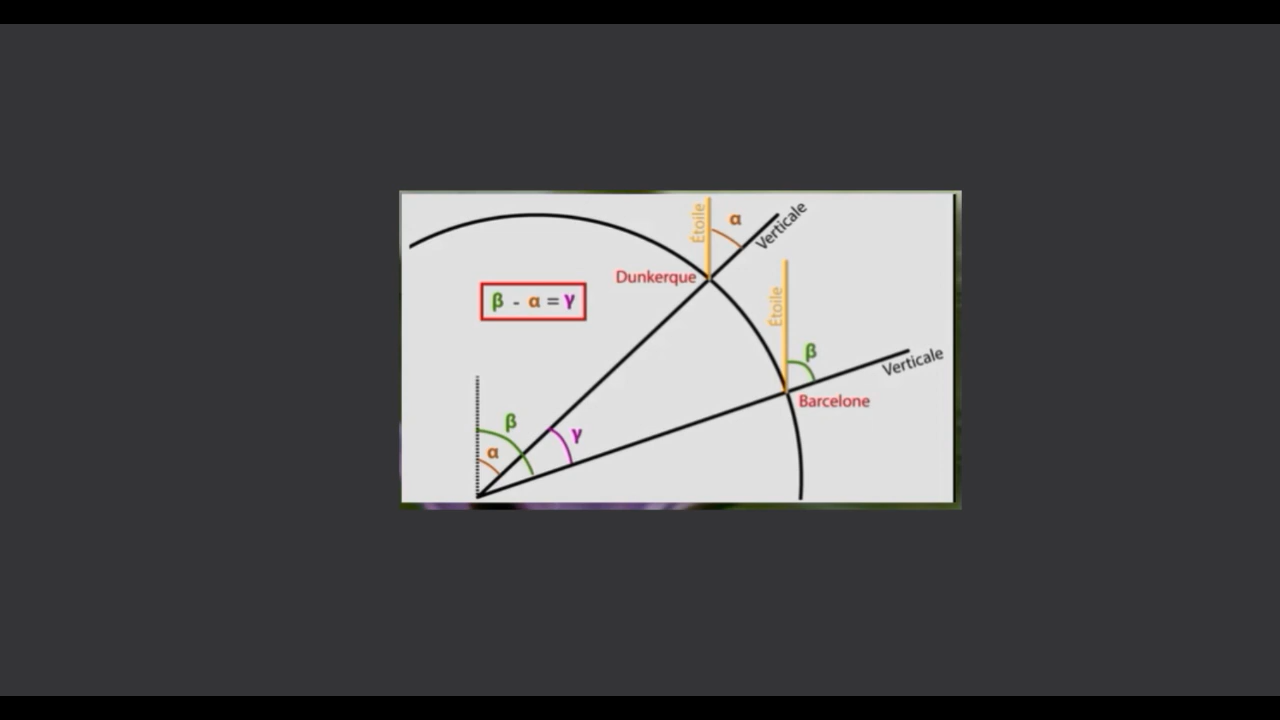 Étoile
α
Verticale
Dunkerque
Étoile
β - α = γ
β
Verticale
Barcelone
β
γ
α